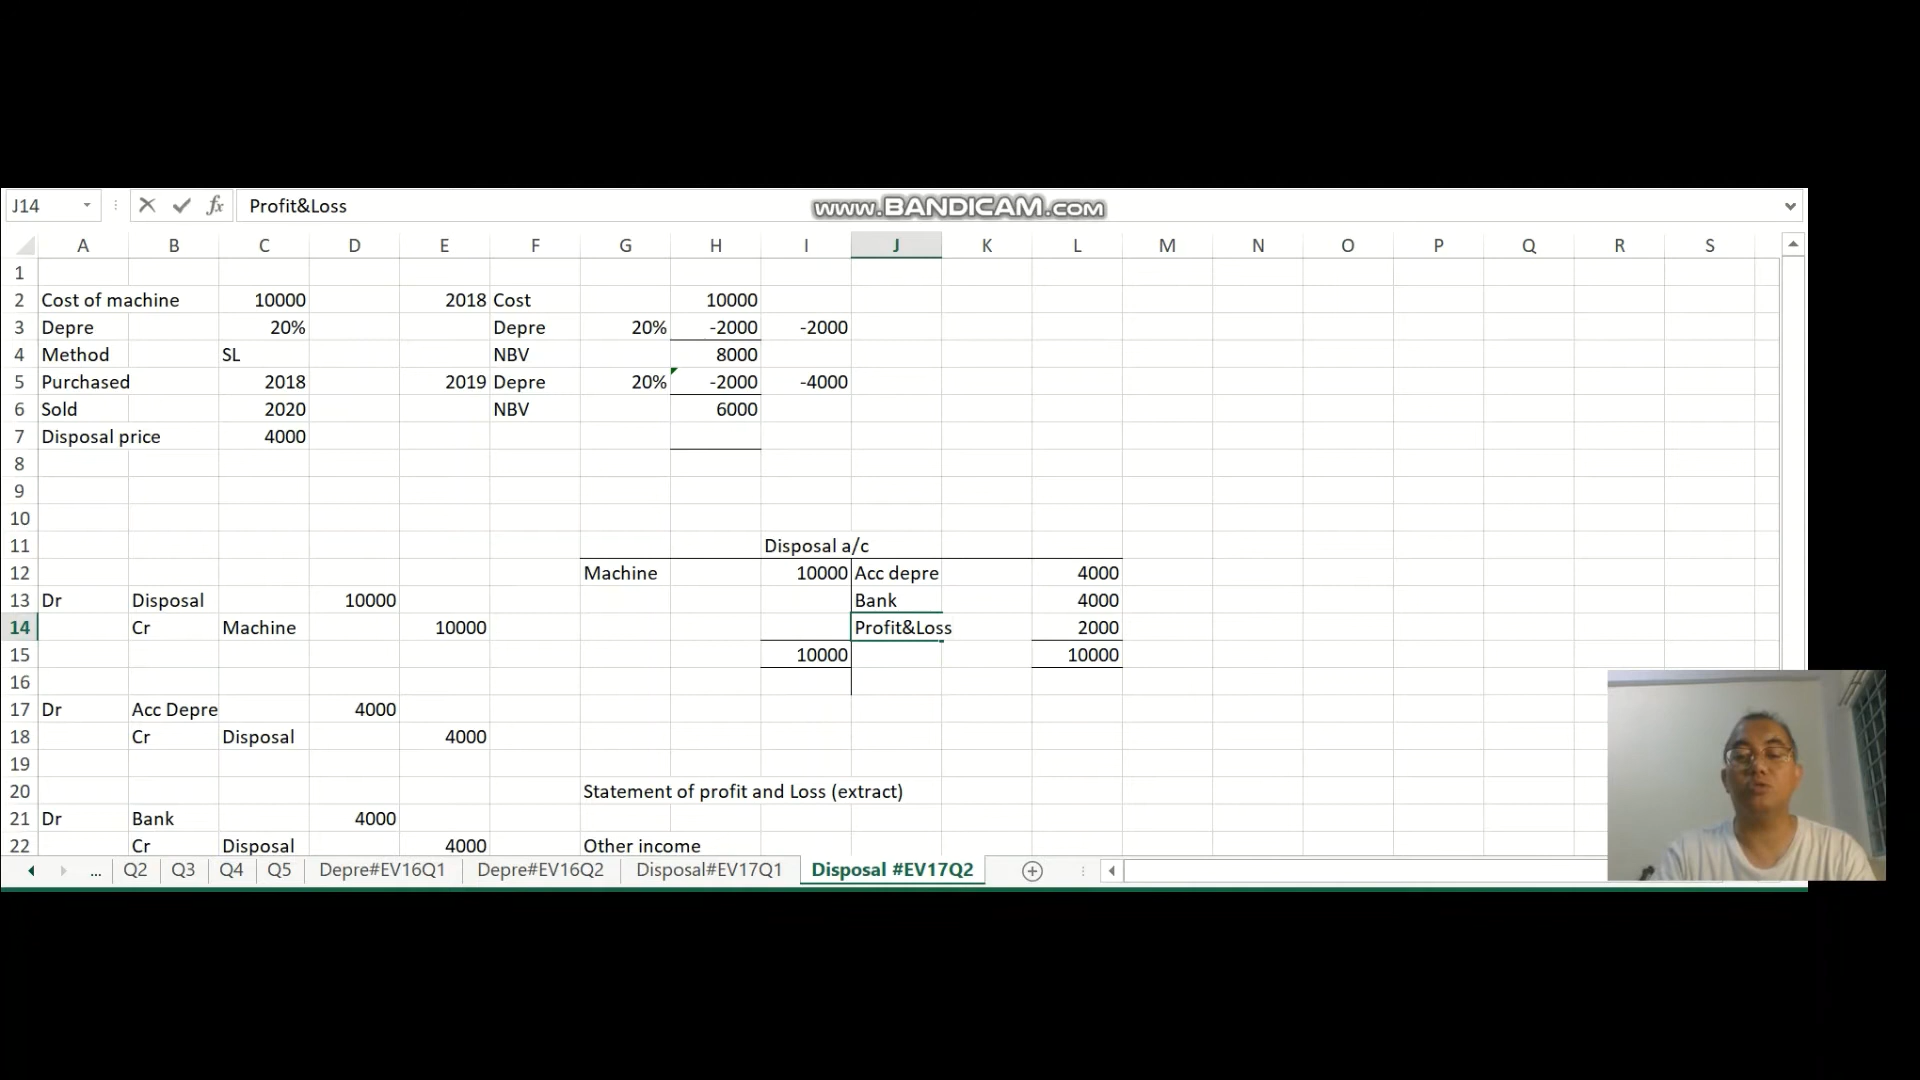 J14 fx Profit&Loss www.BANDICAM.com
A B C D E F G H I J K L M N O P Q R S
1
2 Cost of machine 10000 2018 Cost 10000
3 Depre 20% Depre 20% -2000 -2000
4 Method SL NBV 8000
5 Purchased 2018 2019 Depre 20% -2000 -4000
6 Sold 2020 NBV 6000
7 Disposal price 4000
8
9
10
11 Disposal a/c
12 Machine 10000 Acc depre 4000
13 Dr Disposal 10000 Bank 4000
14 Cr Machine 10000 Profit&Loss 2000
15 10000 10000
16
17 Dr Acc Depre 4000
18 Cr Disposal 4000
19
20 Statement of profit and Loss (extract)
21 Dr Bank 4000
22 Cr Disposal 4000 Other income
... Q2 Q3 Q4 Q5 Depre#EV16Q1 Depre#EV16Q2 Disposal#EV17Q1 Disposal #EV17Q2